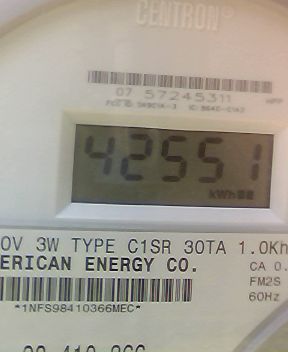 CENTRON®
07 57245311
42551
kWh
0V 3W TYPE C1SR 30TA 1.0Kh
ERICAN ENERGY CO.
CA 0.
FM2S
60Hz
*1NFS98410366MEC*